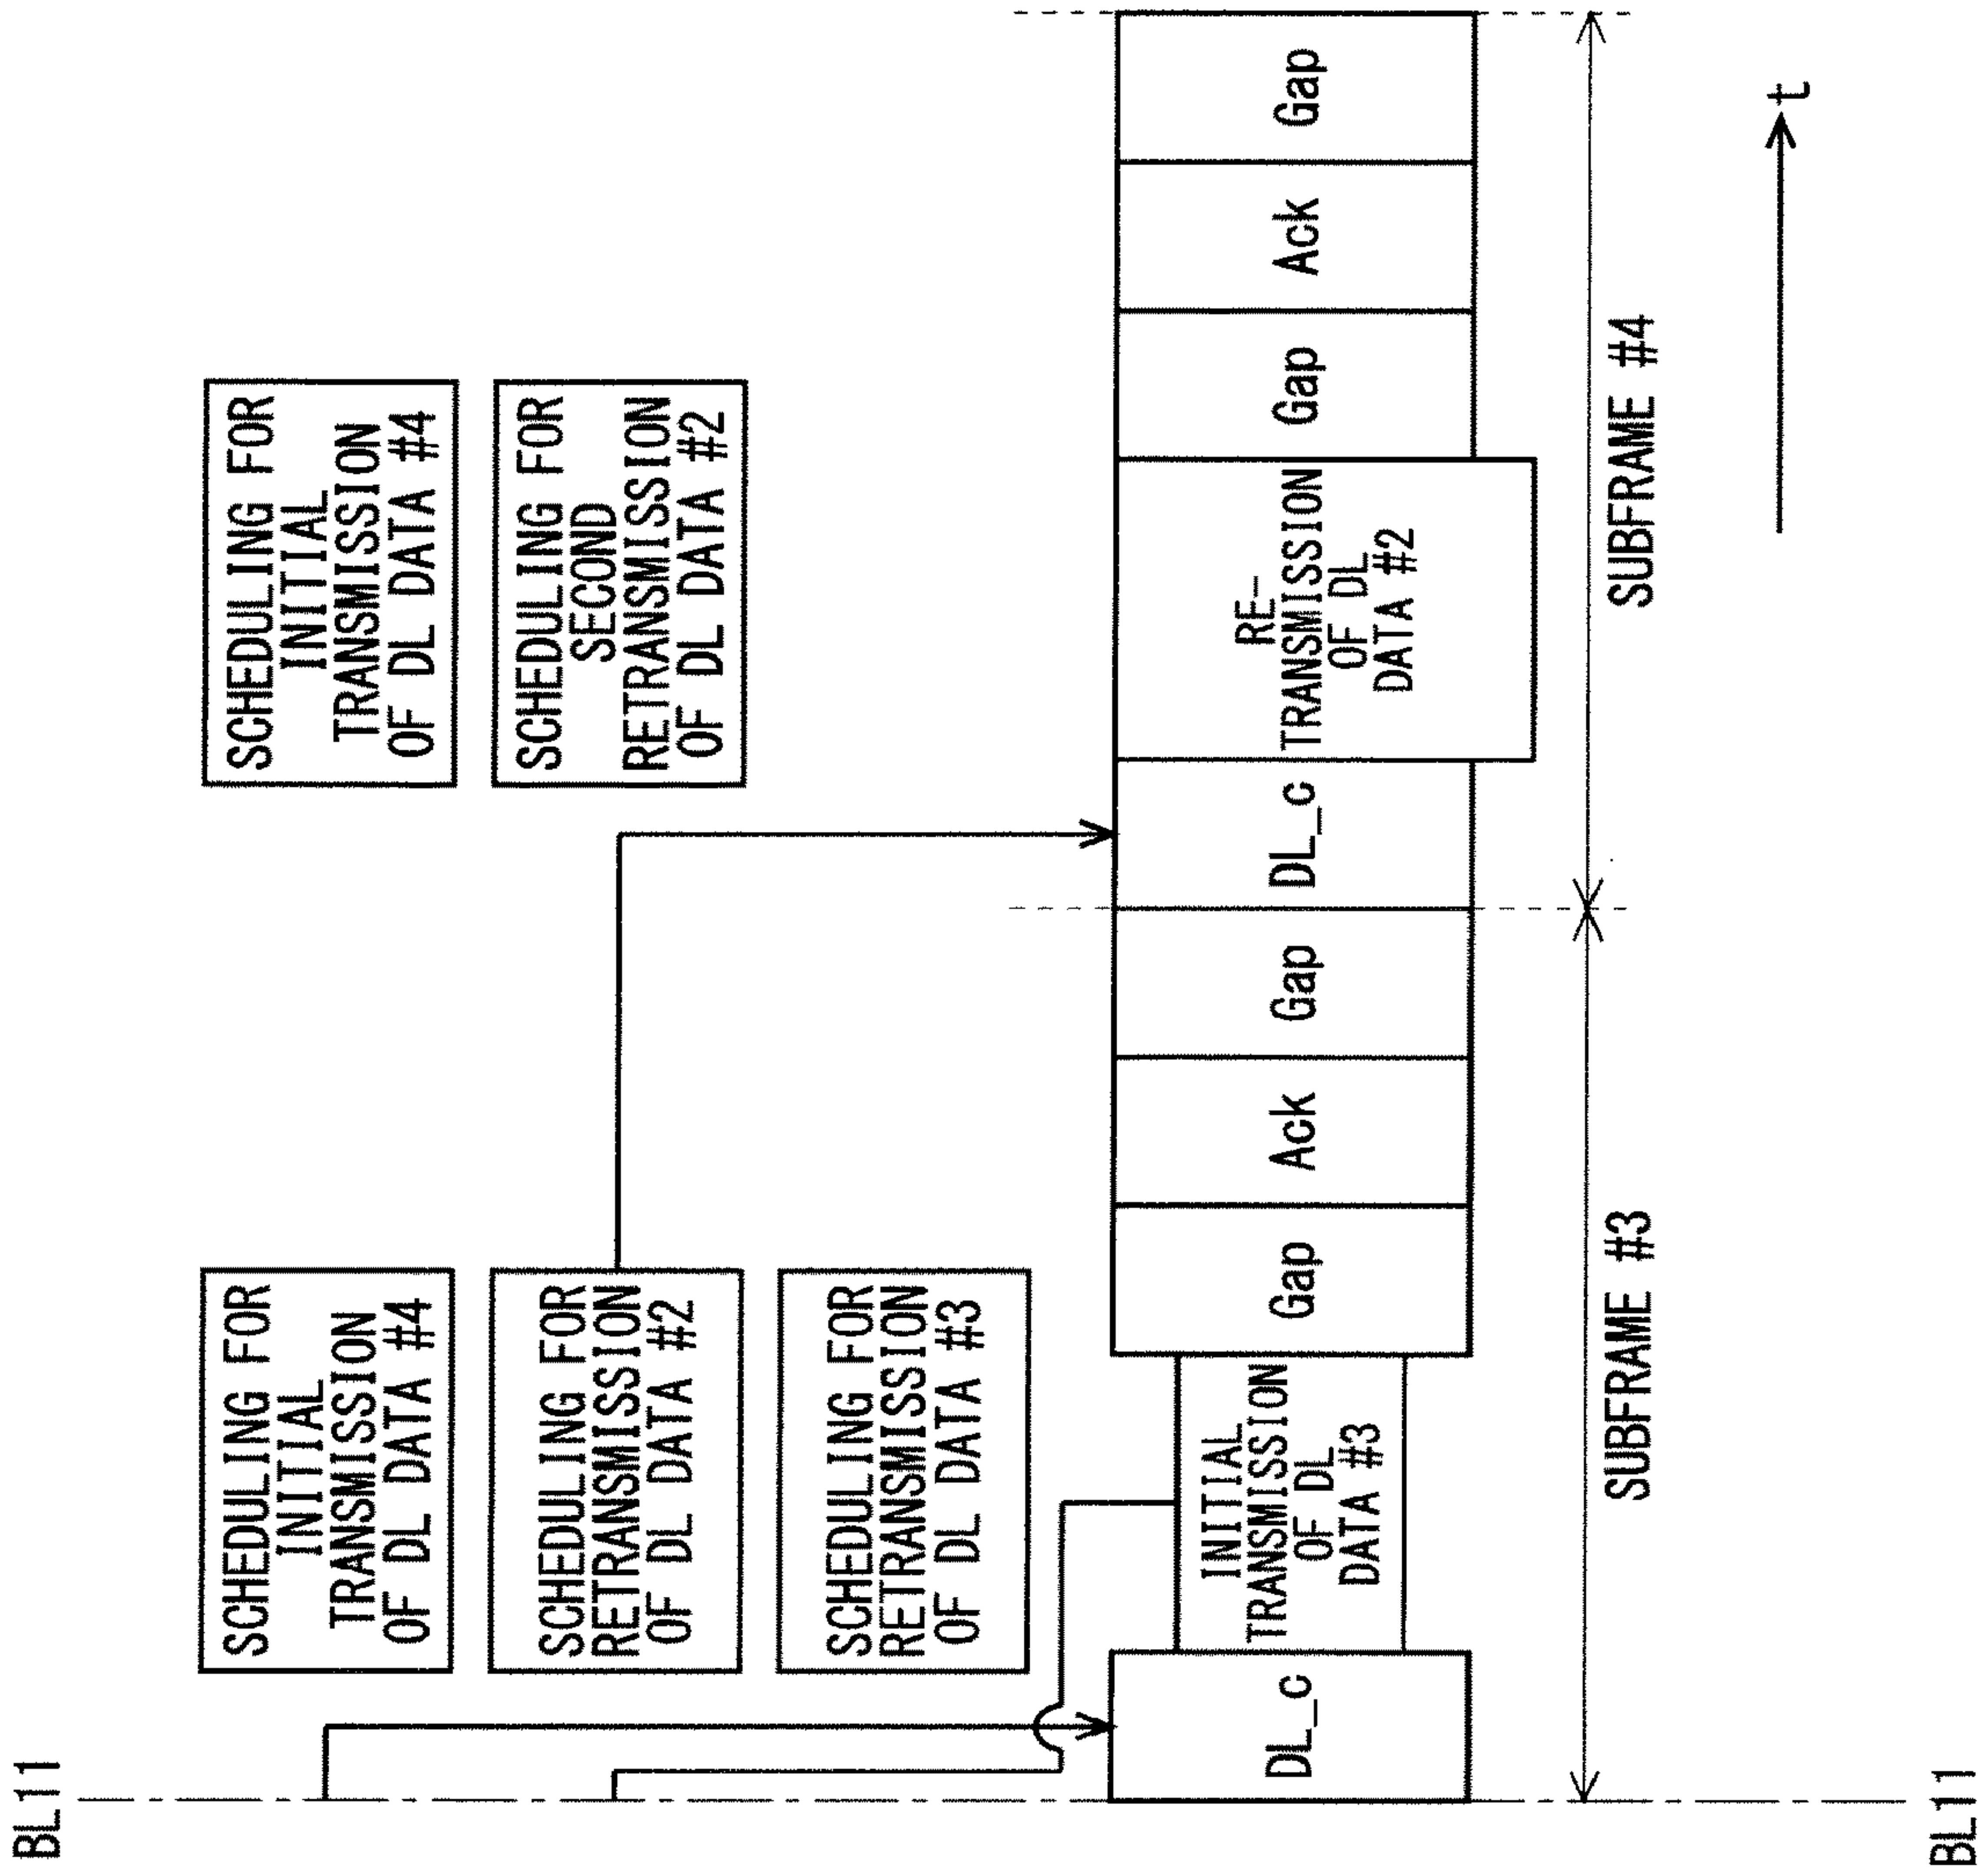 BL11
SCHEDULING FOR
INITIAL
TRANSMISSION
OF DL DATA #4
SCHEDULING FOR
RETRANSMISSION
OF DL DATA #2
SCHEDULING FOR
RETRANSMISSION
OF DL DATA #3
SCHEDULING FOR
INITIAL
TRANSMISSION
OF DL DATA #4
SCHEDULING FOR
SECOND
RETRANSMISSION
OF DL DATA #2
DL_c
INITIAL
TRANSMISSION
OF DL
DATA #3
Gap
Ack
Gap
DL_c
RE-
TRANSMISSION
OF DL
DATA #2
Gap
Ack
Gap
SUBFRAME #3
SUBFRAME #4
t
BL11